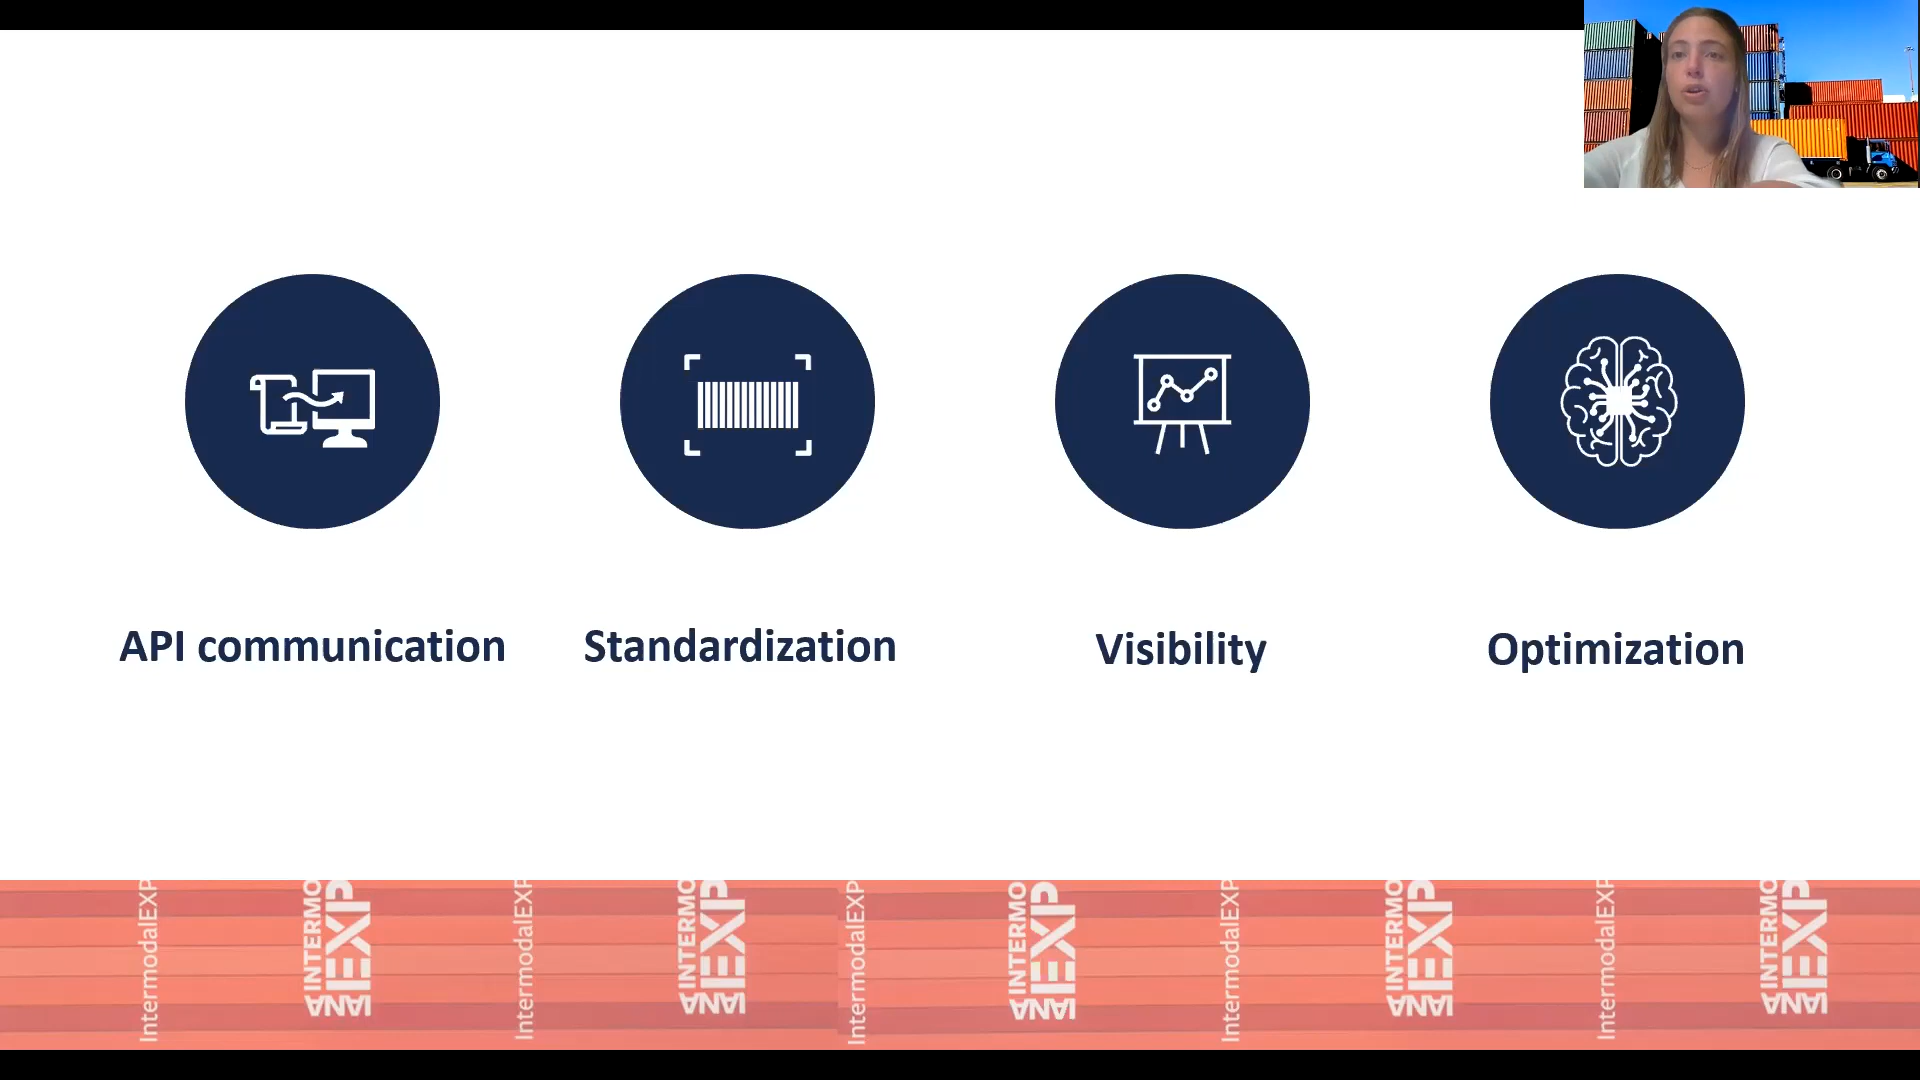 API communication
Standardization
Visibility
Optimization
IntermodalEXP
IANA INTERMO
EXP
IntermodalEXP
IANA INTERMO
EXP
IntermodalEXP
IANA INTERMO
EXP
IntermodalEXP
IANA INTERMO
EXP
IntermodalEXP
IANA INTERMO
EXP